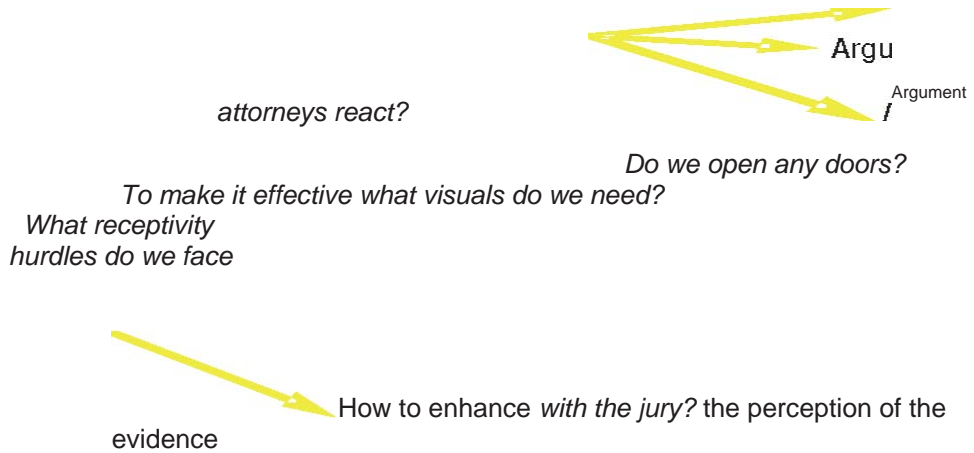 Argu
Argument
attorneys react?
Do we open any doors?
To make it effective what visuals do we need?
What receptivity
hurdles do we face
How to enhance with the jury? the perception of the
evidence